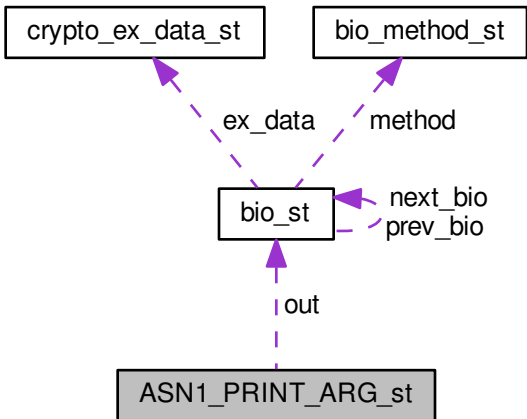 crypto_ex_data_st
bio_method_st
ex_data
method
bio_st
next_bio
prev_bio
out
ASN1_PRINT_ARG_st